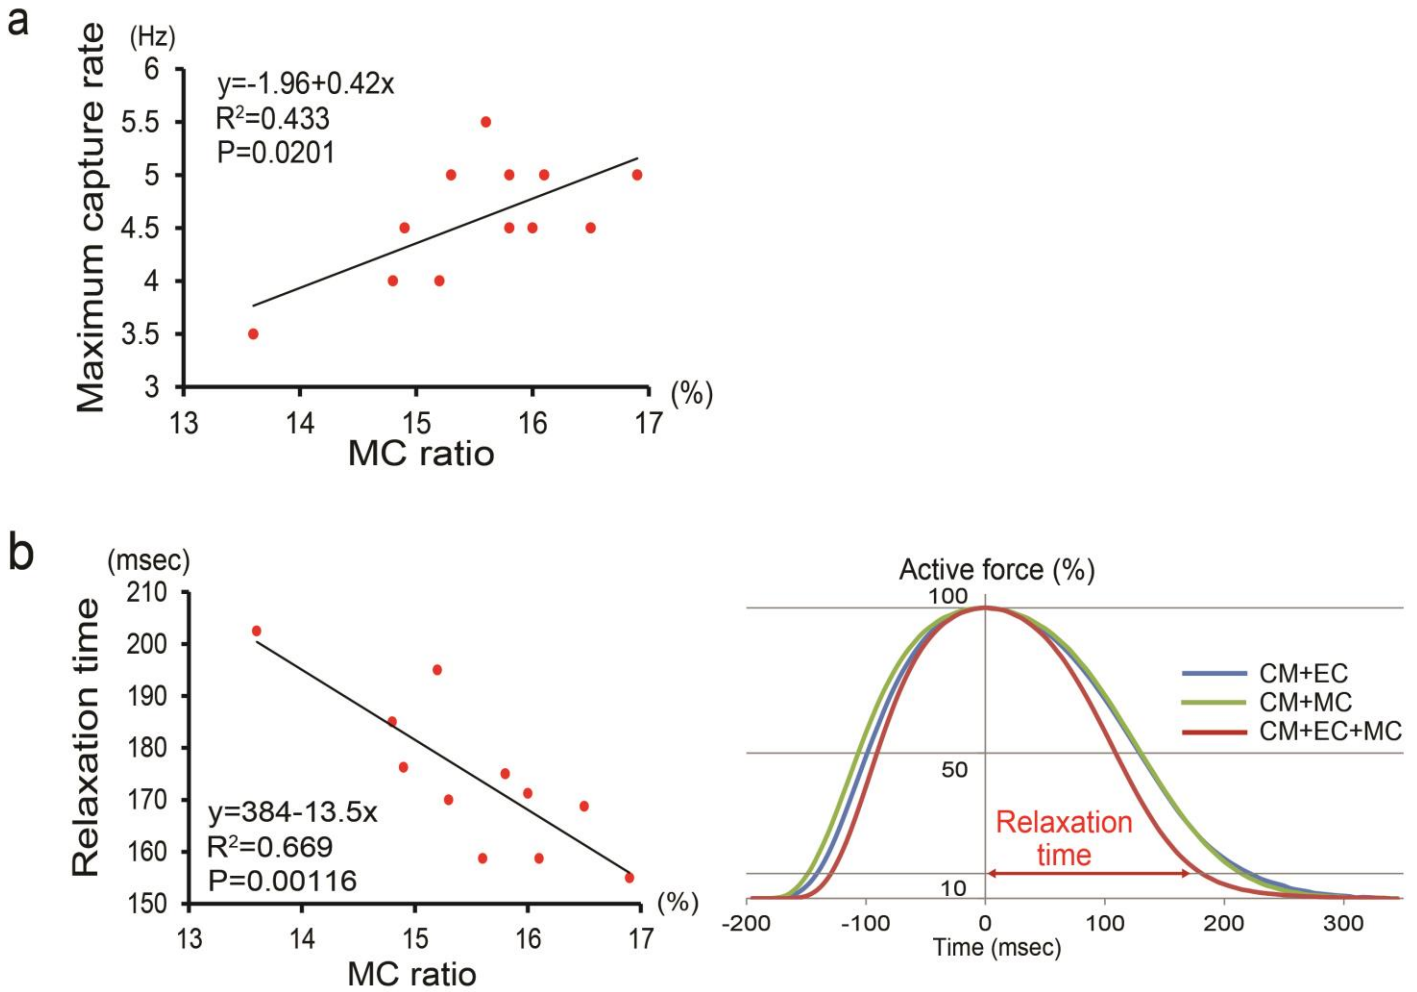 a
(Hz)
Maximum capture rate
6
5.5
5
4.5
4
3.5
3
y=-1.96+0.42x
R²=0.433
P=0.0201
13 14 15 16 17 (%)
MC ratio
b
(msec)
Relaxation time
210
200
190
180
170
160
150
y=384-13.5x
R²=0.669
P=0.00116
13 14 15 16 17 (%)
MC ratio
Active force (%)
100
50
10
CM+EC
CM+MC
CM+EC+MC
Relaxation
time
-200 -100 0 100 200 300
Time (msec)